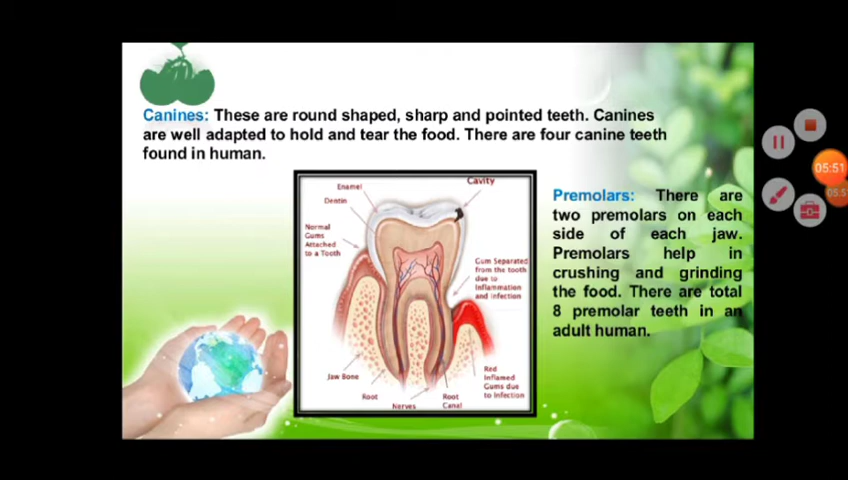 Canines: These are round shaped, sharp and pointed teeth. Canines
are well adapted to hold and tear the food. There are four canine teeth
found in human.
Enamel
Dentin
Normal
Gums
Attached
to a Tooth
Cavity
Gum Separated
from the tooth
due to
Inflammation
and Infection
Jaw Bone
Root
Nerves
Root
Canal
Red
Inflamed
Gums due
to Infection
Premolars: There are
two premolars on each
side of each jaw.
Premolars help in
crushing and grinding
the food. There are total
8 premolar teeth in an
adult human.
05:51